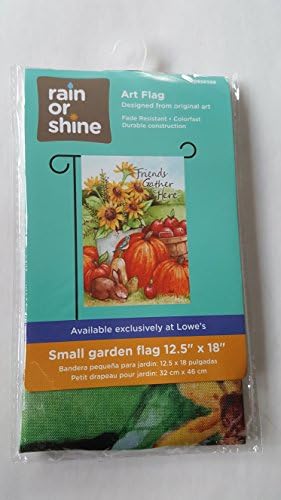 rain
or
shine
Art Flag
Designed from original art
Fade Resistant • Colorfast
Durable construction
Friends
Gather
Here
Available exclusively at Lowe's
Small garden flag 12.5" x 18"
Bandera pequeña para jardín: 12.5 x 18 pulgadas
Petit drapeau pour jardin: 32 cm x 46 cm